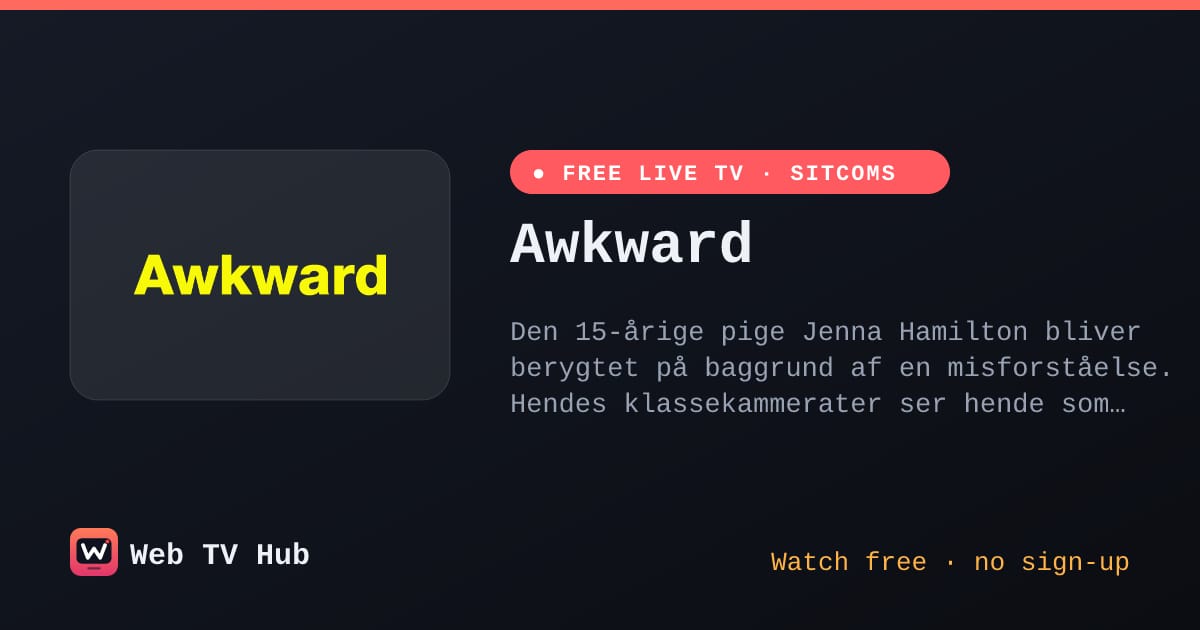 Awkward
● FREE LIVE TV · SITCOMS
Awkward
Den 15-årige pige Jenna Hamilton bliver
berygtet på baggrund af en misforståelse.
Hendes klassekammerater ser hende som…
W
Web TV Hub
Watch free · no sign-up